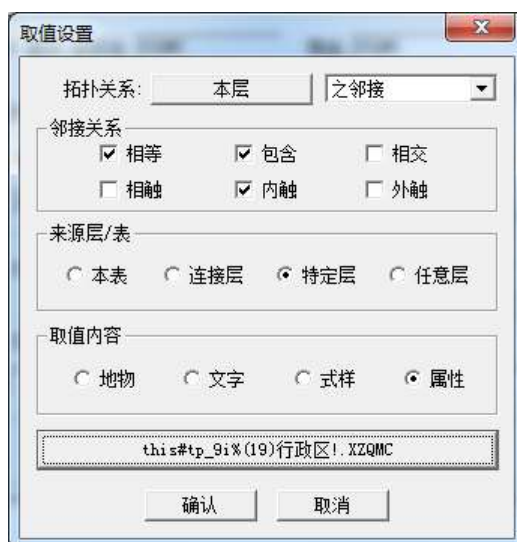 取值设置
拓扑关系: 本层 之邻接
邻接关系
相等 包含 相交
相触 内触 外触
来源层/表
本表 连接层 特定层 任意层
取值内容
地物 文字 式样 属性
this#tp_9i%(19)行政区!.XZQMC
确认 取消